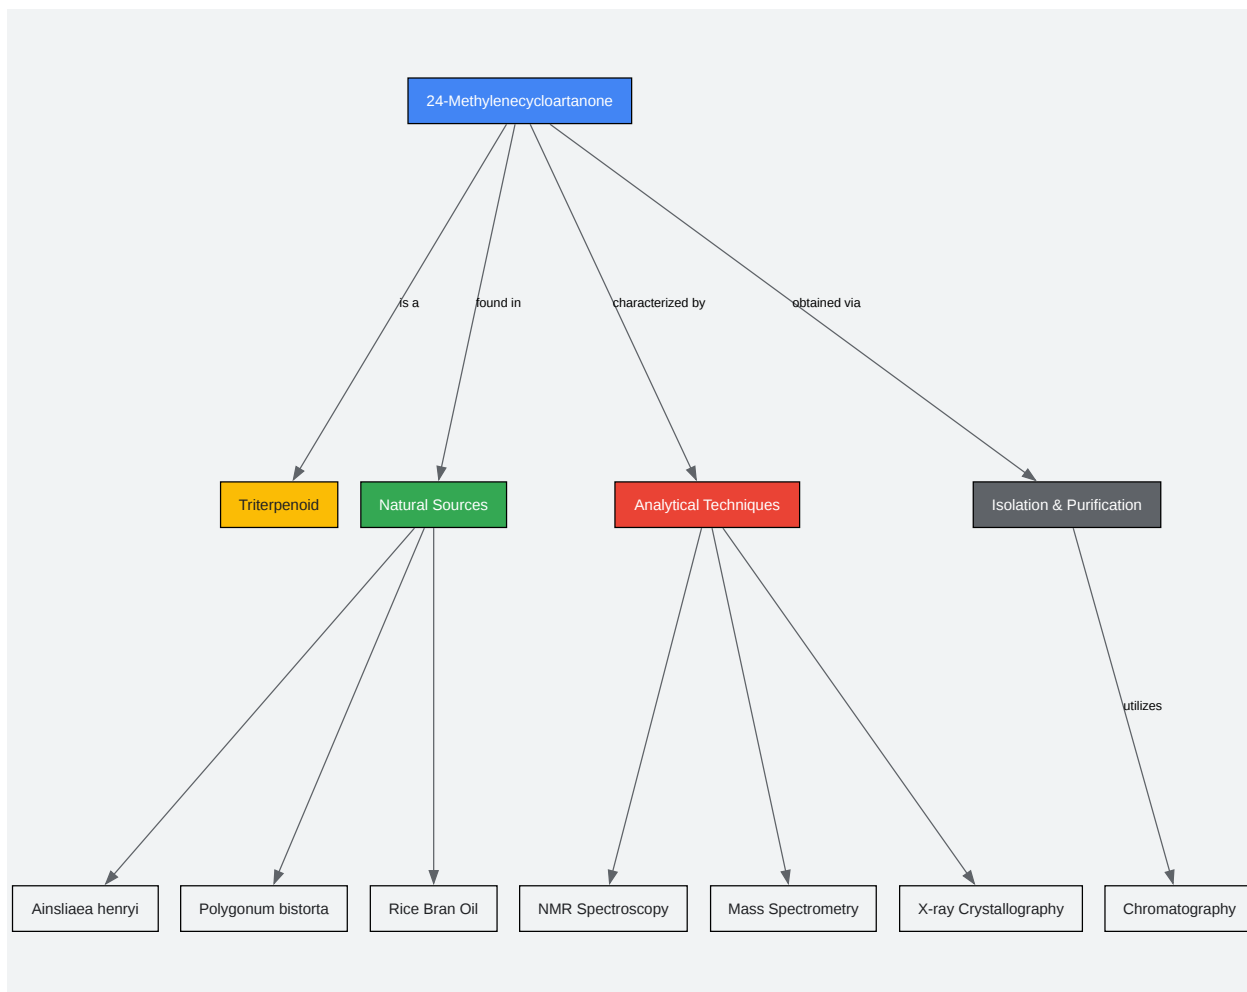 24-Methylenecycloartanone
is a
found in
characterized by
obtained via
Triterpenoid
Natural Sources
Analytical Techniques
Isolation & Purification
utilizes
Ainsliaea henryi
Polygonum bistorta
Rice Bran Oil
NMR Spectroscopy
Mass Spectrometry
X-ray Crystallography
Chromatography